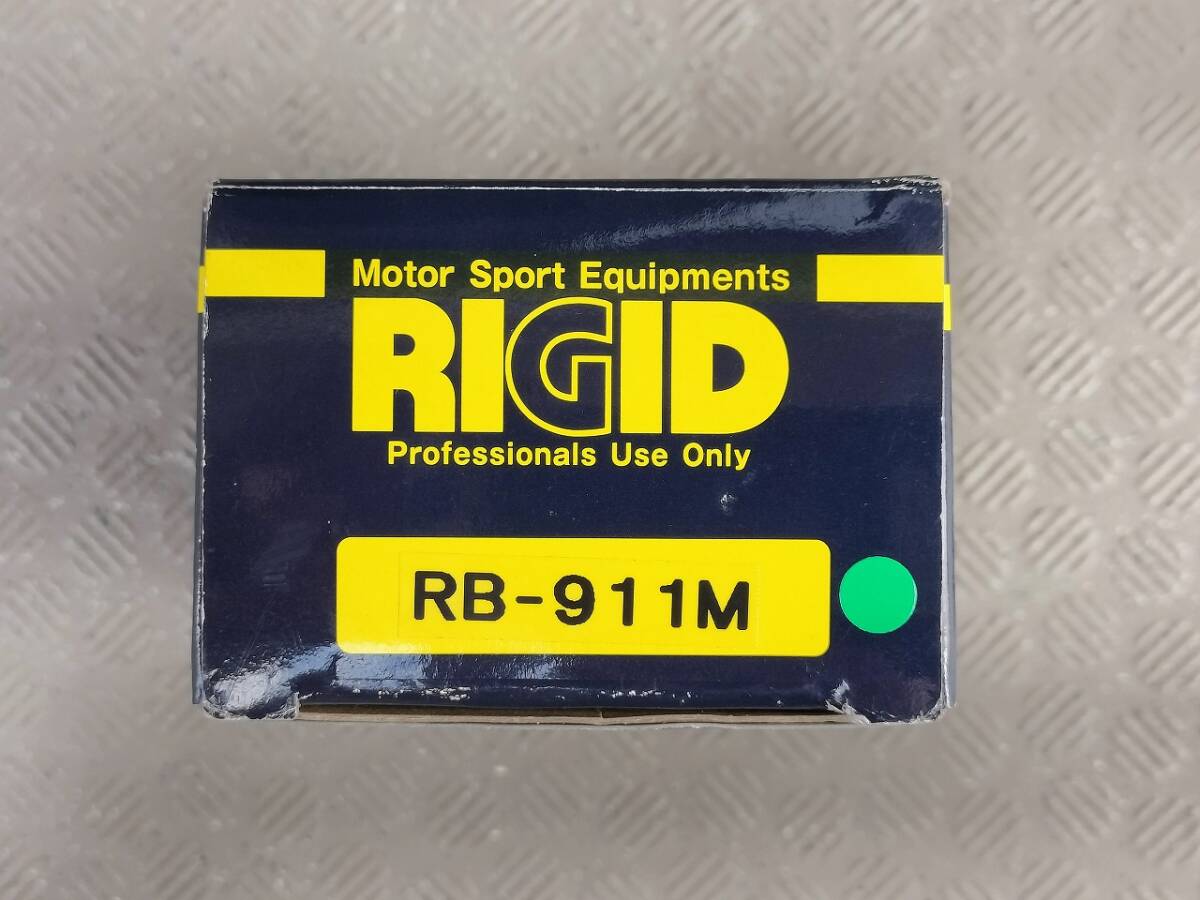 Motor Sport Equipments
RIGID
Professionals Use Only
RB-911M